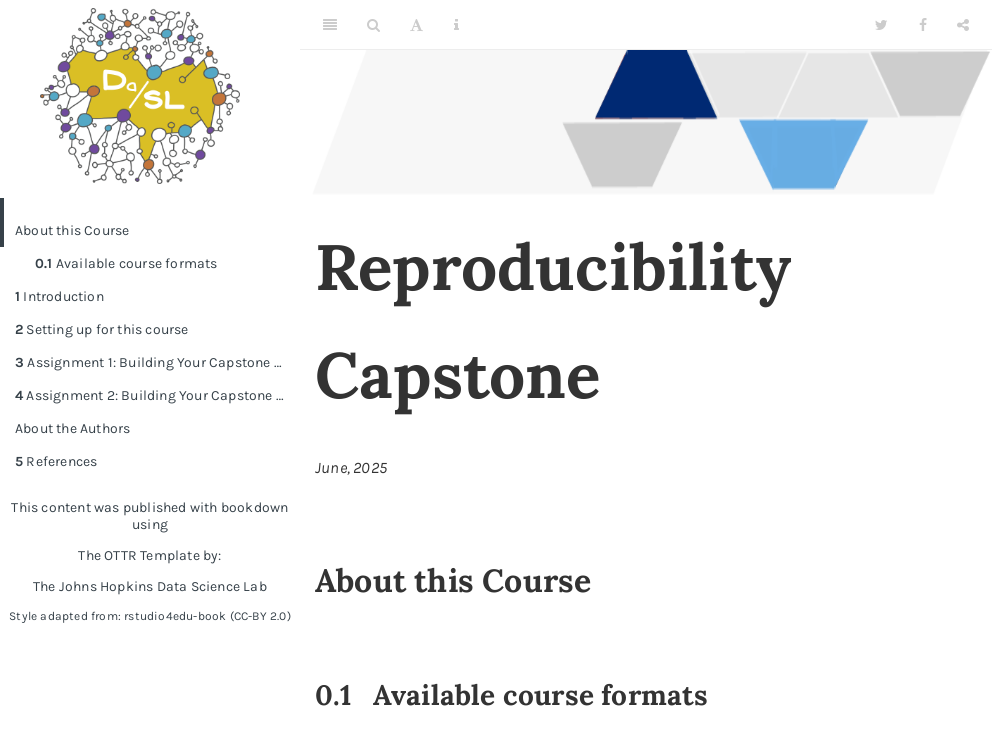 DaSL
About this Course
0.1 Available course formats
1 Introduction
2 Setting up for this course
3 Assignment 1: Building Your Capstone ...
4 Assignment 2: Building Your Capstone ...
About the Authors
5 References
This content was published with bookdown
using
The OTTR Template by:
The Johns Hopkins Data Science Lab
Style adapted from: rstudio4edu-book (CC-BY 2.0)
Reproducibility
Capstone
June, 2025
About this Course
0.1 Available course formats